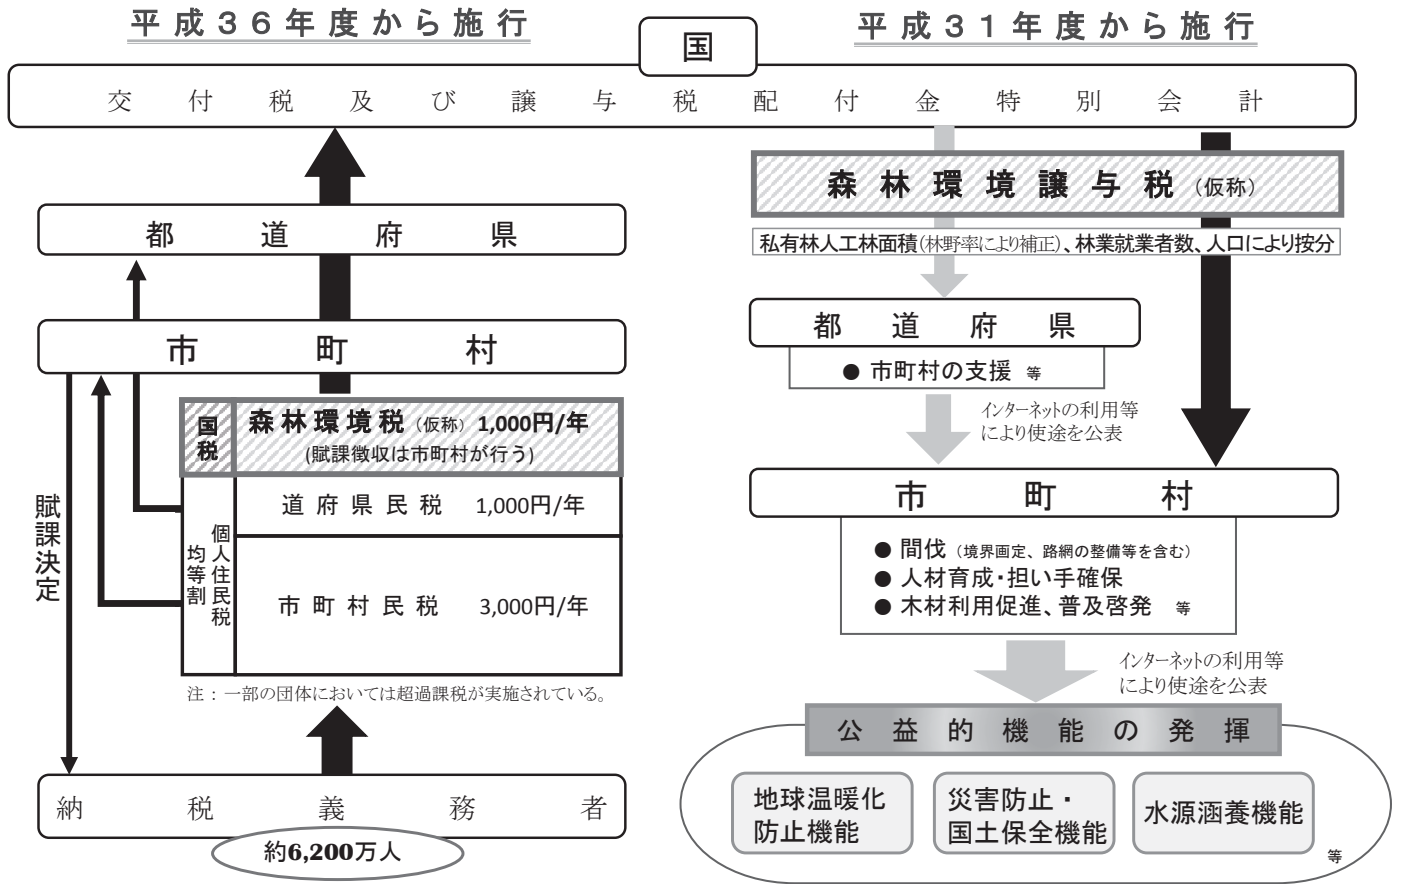 平成36年度から施行
国
平成31年度から施行
交付税及び譲与税配付金特別会計
都道府県
市町村
国税
森林環境税（仮称）1,000円/年
(賦課徴収は市町村が行う)
個人住民税
均等割
道府県民税 1,000円/年
市町村民税 3,000円/年
賦課決定
注：一部の団体においては超過課税が実施されている。
納税義務者
約6,200万人
森林環境譲与税（仮称）
私有林人工林面積(林野率により補正)、林業就業者数、人口により按分
都道府県
● 市町村の支援 等
インターネットの利用等
により使途を公表
市町村
● 間伐（境界画定、路網の整備等を含む）
● 人材育成・担い手確保
● 木材利用促進、普及啓発 等
インターネットの利用等
により使途を公表
公益的機能の発揮
地球温暖化
防止機能
災害防止・
国土保全機能
水源涵養機能
等